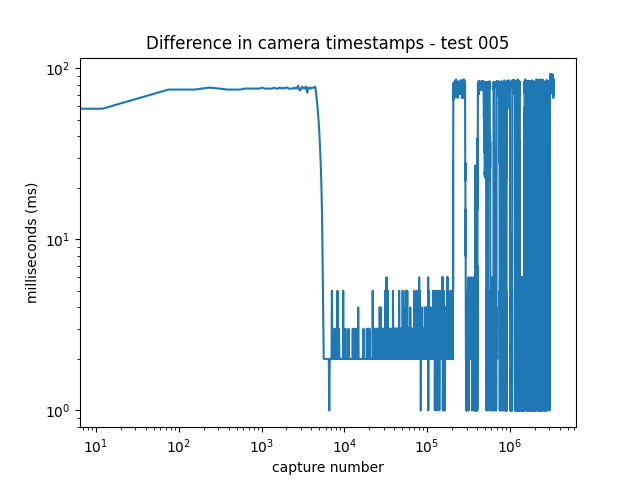 Difference in camera timestamps - test 005
milliseconds (ms)
10²
10¹
10⁰
10¹ 10² 10³ 10⁴ 10⁵ 10⁶
capture number